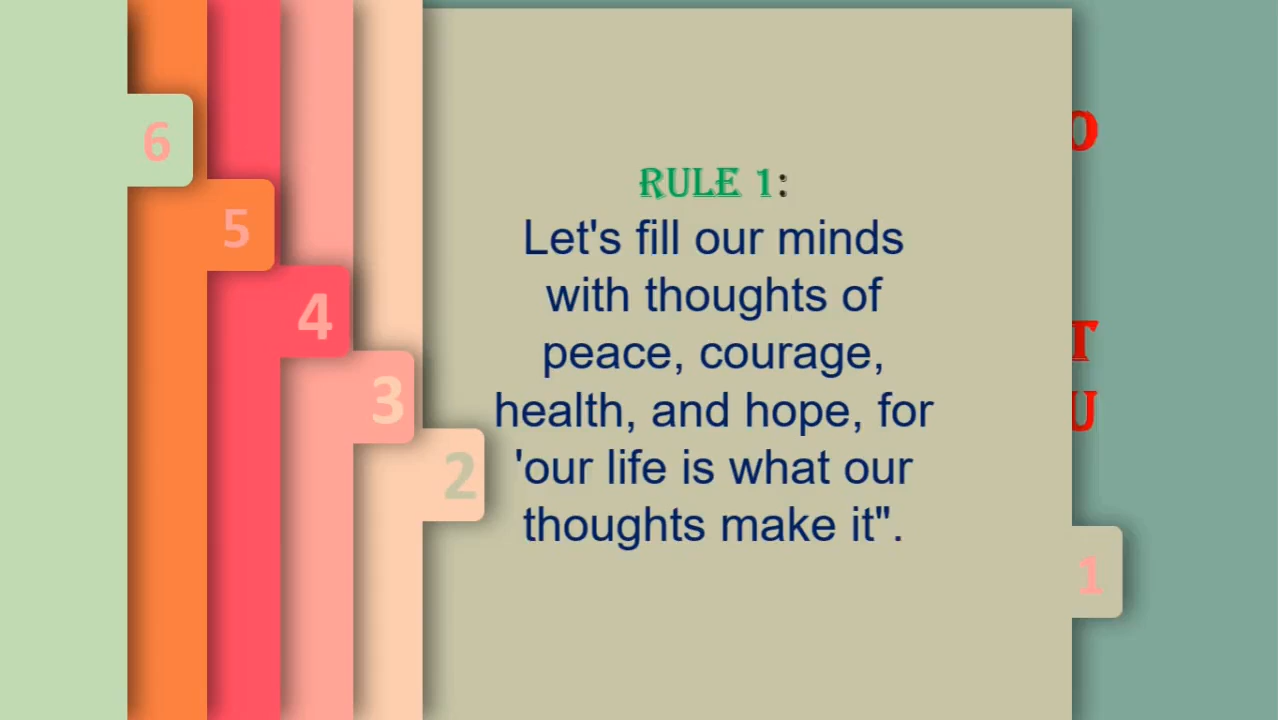 6
5
4
3
2
RULE 1:
Let's fill our minds
with thoughts of
peace, courage,
health, and hope, for
'our life is what our
thoughts make it".
O
T
U
1